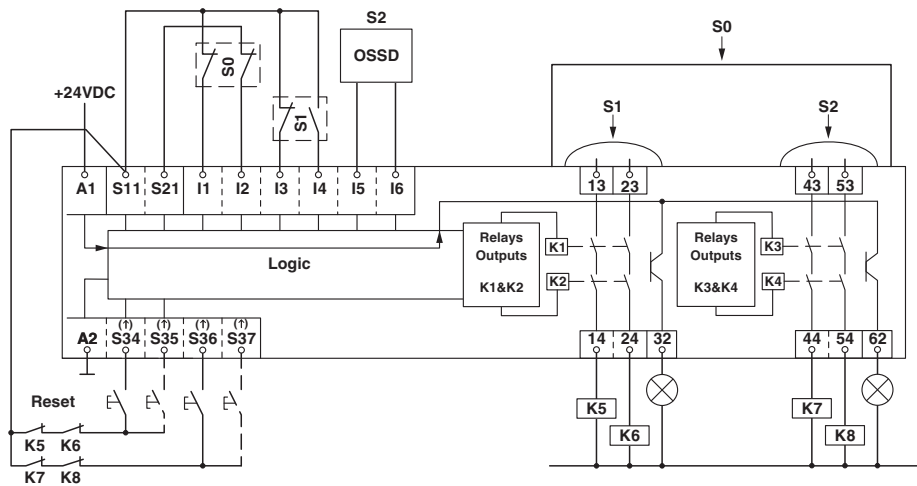 S2
S0
OSSD
S0
+24VDC
S1
S1
S2
A1 S11 S21 I1 I2 I3 I4 I5 I6
13 23
43 53
Relays
Outputs
K1&K2
K1
K2
Relays
Outputs
K3&K4
K3
K4
Logic
(↑) (↑) (↑) (↑)
A2 S34 S35 S36 S37
14 24 32
44 54 62
Reset
K5 K6
K7 K8
K5
K6
K7
K8